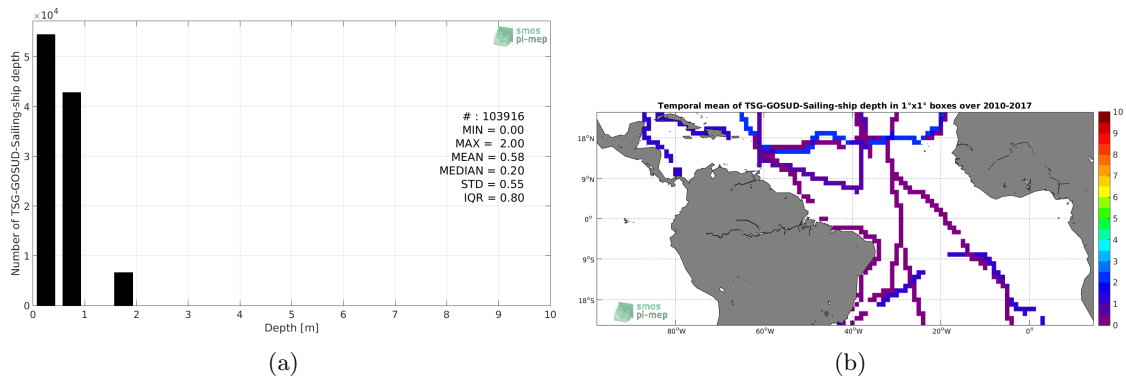 ×10⁴
5
4
3
2
1
0
Number of TSG-GOSUD-Sailing-ship depth
0 1 2 3 4 5 6 7 8 9 10
Depth [m]
smos
pi-mep
# : 103916
MIN = 0.00
MAX = 2.00
MEAN = 0.58
MEDIAN = 0.20
STD = 0.55
IQR = 0.80
(a)
Temporal mean of TSG-GOSUD-Sailing-ship depth in 1°x1° boxes over 2010-2017
18°N
9°N
0°
9°S
18°S
80°W 60°W 40°W 20°W 0°
smos
pi-mep
10
9
8
7
6
5
4
3
2
1
0
(b)